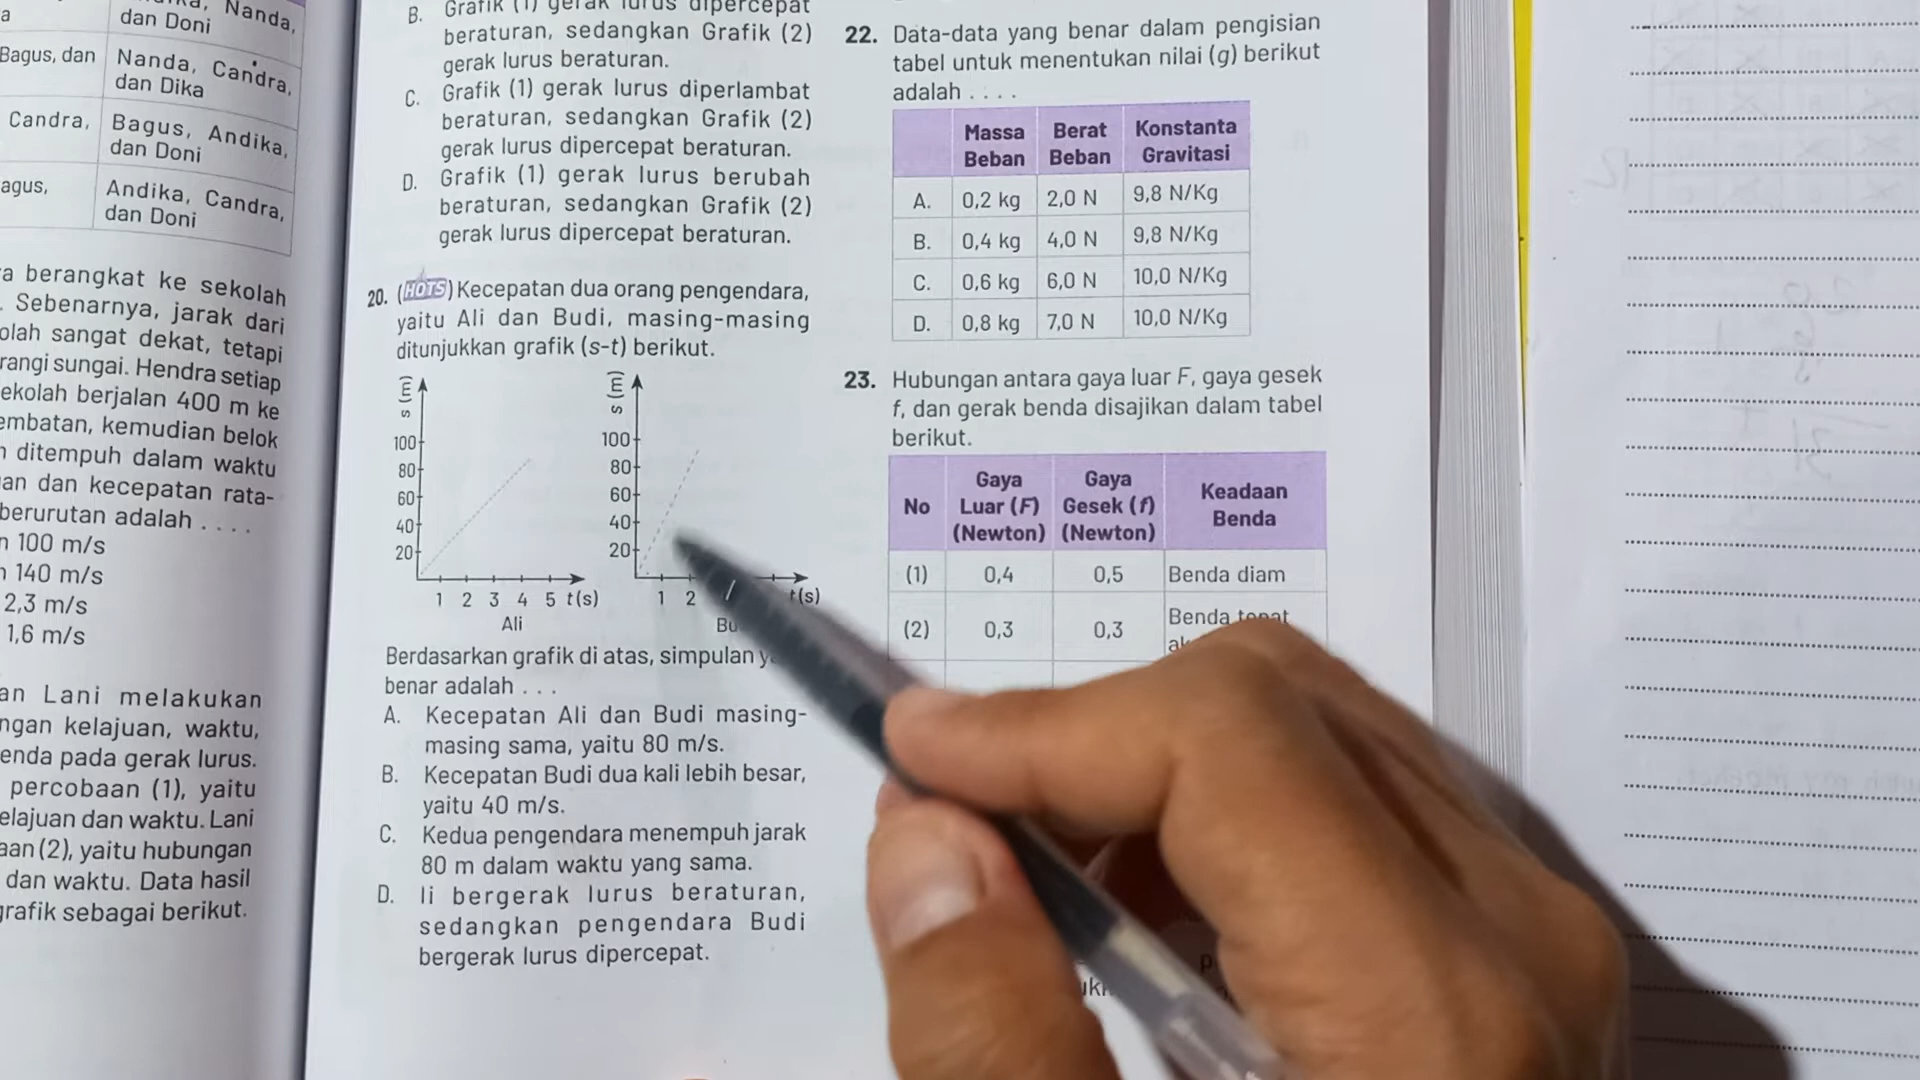 Nanda,
dan Doni
Bagus, dan
Nanda, Candra,
dan Dika
Candra,
Bagus, Andika,
dan Doni
agus,
Andika, Candra,
dan Doni
a berangkat ke sekolah
. Sebenarnya, jarak dari
olah sangat dekat, tetapi
rangi sungai. Hendra setiap
ekolah berjalan 400 m ke
embatan, kemudian belok
n ditempuh dalam waktu
an dan kecepatan rata-
berurutan adalah . . . .
n 100 m/s
n 140 m/s
2,3 m/s
1,6 m/s
an Lani melakukan
ngan kelajuan, waktu,
enda pada gerak lurus.
percobaan (1), yaitu
elajuan dan waktu. Lani
aan (2), yaitu hubungan
dan waktu. Data hasil
grafik sebagai berikut.
B. Grafik (1) gerak lurus dipercepat
beraturan, sedangkan Grafik (2)
gerak lurus beraturan.
C. Grafik (1) gerak lurus diperlambat
beraturan, sedangkan Grafik (2)
gerak lurus dipercepat beraturan.
D. Grafik (1) gerak lurus berubah
beraturan, sedangkan Grafik (2)
gerak lurus dipercepat beraturan.
20. (HOTS) Kecepatan dua orang pengendara,
yaitu Ali dan Budi, masing-masing
ditunjukkan grafik (s-t) berikut.
s (m)
100
80
60
40
20
1 2 3 4 5 t(s)
Ali
s (m)
100
80
60
40
20
1 2 t(s)
Bu
Berdasarkan grafik di atas, simpulan
benar adalah . . .
A. Kecepatan Ali dan Budi masing-
masing sama, yaitu 80 m/s.
B. Kecepatan Budi dua kali lebih besar,
yaitu 40 m/s.
C. Kedua pengendara menempuh jarak
80 m dalam waktu yang sama.
D. li bergerak lurus beraturan,
sedangkan pengendara Budi
bergerak lurus dipercepat.
22. Data-data yang benar dalam pengisian
tabel untuk menentukan nilai (g) berikut
adalah . . . .
Massa Beban Berat Beban Konstanta Gravitasi
A. 0,2 kg 2,0 N 9,8 N/Kg
B. 0,4 kg 4,0 N 9,8 N/Kg
C. 0,6 kg 6,0 N 10,0 N/Kg
D. 0,8 kg 7,0 N 10,0 N/Kg
23. Hubungan antara gaya luar F, gaya gesek
f, dan gerak benda disajikan dalam tabel
berikut.
No Gaya Luar (F) (Newton) Gaya Gesek (f) (Newton) Keadaan Benda
(1) 0,4 0,5 Benda diam
(2) 0,3 0,3 Benda tepat